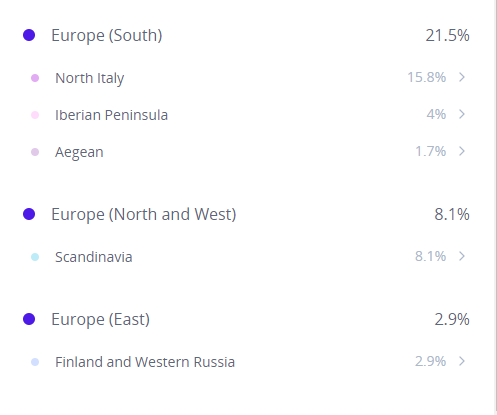 Europe (South) 21.5%
North Italy 15.8%
Iberian Peninsula 4%
Aegean 1.7%
Europe (North and West) 8.1%
Scandinavia 8.1%
Europe (East) 2.9%
Finland and Western Russia 2.9%